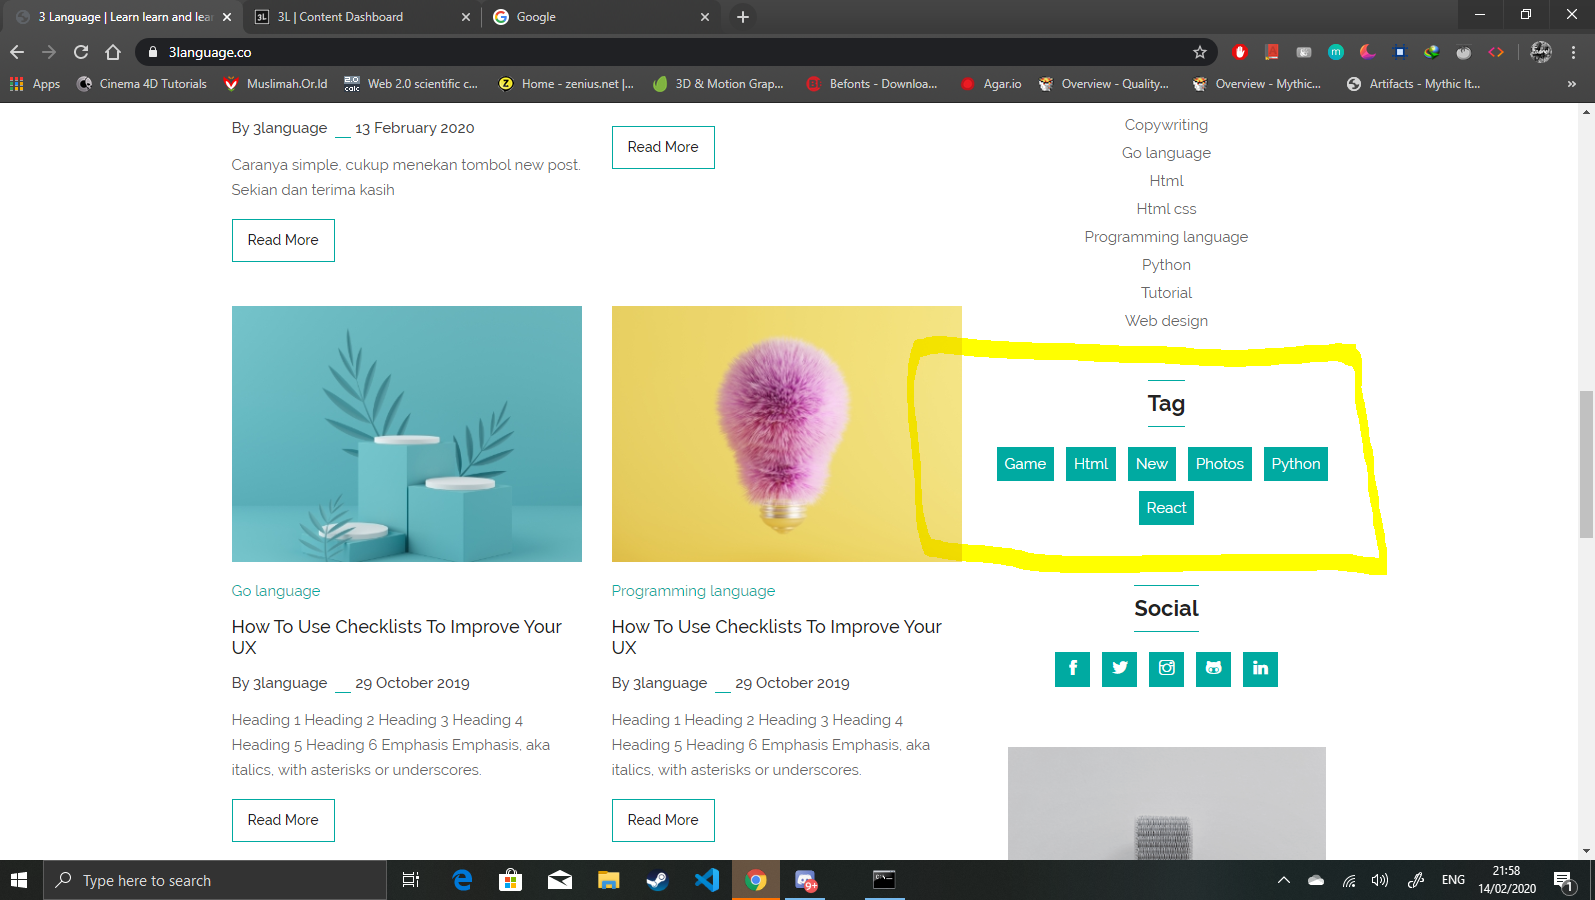 3 Language | Learn learn and lea
3L | Content Dashboard
Google
3language.co
Apps
Cinema 4D Tutorials
Muslimah.Or.Id
Web 2.0 scientific c...
Home - zenius.net |...
3D & Motion Grap...
Befonts - Downloa...
Agar.io
Overview - Quality...
Overview - Mythic...
Artifacts - Mythic It...
»
By 3language __ 13 February 2020
Caranya simple, cukup menekan tombol new post.
Sekian dan terima kasih
Read More
Read More
Go language
How To Use Checklists To Improve Your
UX
By 3language __ 29 October 2019
Heading 1 Heading 2 Heading 3 Heading 4
Heading 5 Heading 6 Emphasis Emphasis, aka
italics, with asterisks or underscores.
Read More
Programming language
How To Use Checklists To Improve Your
UX
By 3language __ 29 October 2019
Heading 1 Heading 2 Heading 3 Heading 4
Heading 5 Heading 6 Emphasis Emphasis, aka
italics, with asterisks or underscores.
Read More
Copywriting
Go language
Html
Html css
Programming language
Python
Tutorial
Web design
Tag
Game Html New Photos Python
React
Social
Type here to search
9+
ENG
21:58
14/02/2020
1